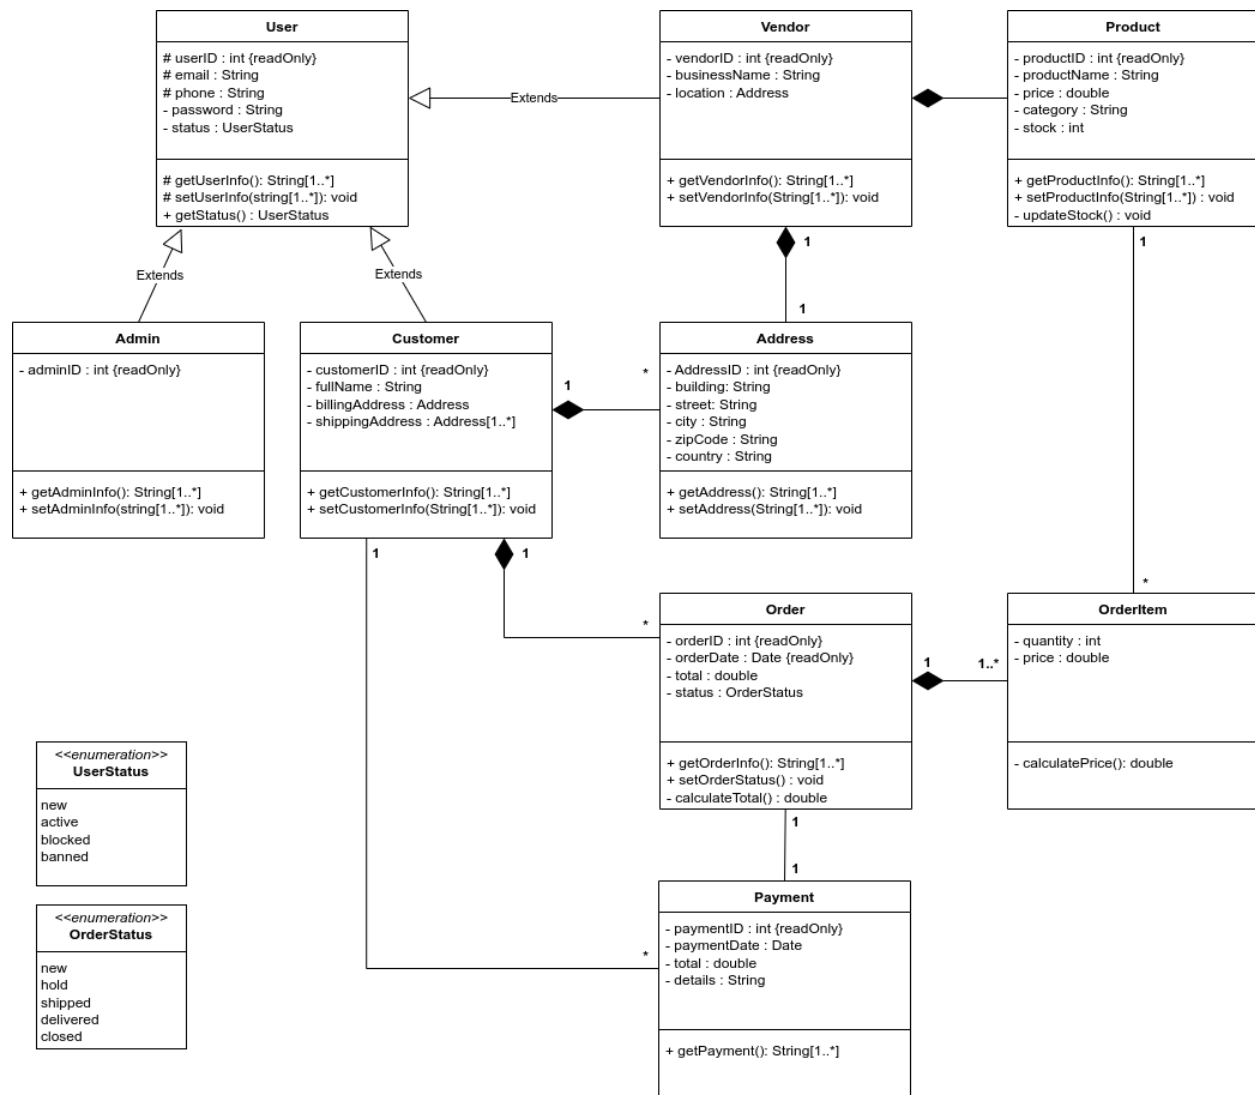 User
# userID : int {readOnly}
# email : String
# phone : String
- password : String
- status : UserStatus
# getUserInfo(): String[1..*]
# setUserInfo(string[1..*]): void
+ getStatus() : UserStatus
Extends
Vendor
- vendorID : int {readOnly}
- businessName : String
- location : Address
+ getVendorInfo(): String[1..*]
+ setVendorInfo(String[1..*]): void
Product
- productID : int {readOnly}
- productName : String
- price : double
- category : String
- stock : int
+ getProductInfo(): String[1..*]
+ setProductInfo(String[1..*]) : void
- updateStock() : void
Extends
Extends
1
1
1
Admin
- adminID : int {readOnly}
+ getAdminInfo(): String[1..*]
+ setAdminInfo(string[1..*]): void
Customer
- customerID : int {readOnly}
- fullName : String
- billingAddress : Address
- shippingAddress : Address[1..*]
+ getCustomerInfo(): String[1..*]
+ setCustomerInfo(String[1..*]): void
1
*
Address
- AddressID : int {readOnly}
- building: String
- street: String
- city : String
- zipCode : String
- country : String
+ getAddress(): String[1..*]
+ setAddress(String[1..*]): void
1
1
*
*
Order
- orderID : int {readOnly}
- orderDate : Date {readOnly}
- total : double
- status : OrderStatus
+ getOrderInfo(): String[1..*]
+ setOrderStatus() : void
- calculateTotal() : double
1
1..*
OrderItem
- quantity : int
- price : double
- calculatePrice(): double
<<enumeration>>
UserStatus
new
active
blocked
banned
1
1
<<enumeration>>
OrderStatus
new
hold
shipped
delivered
closed
*
Payment
- paymentID : int {readOnly}
- paymentDate : Date
- total : double
- details : String
+ getPayment(): String[1..*]